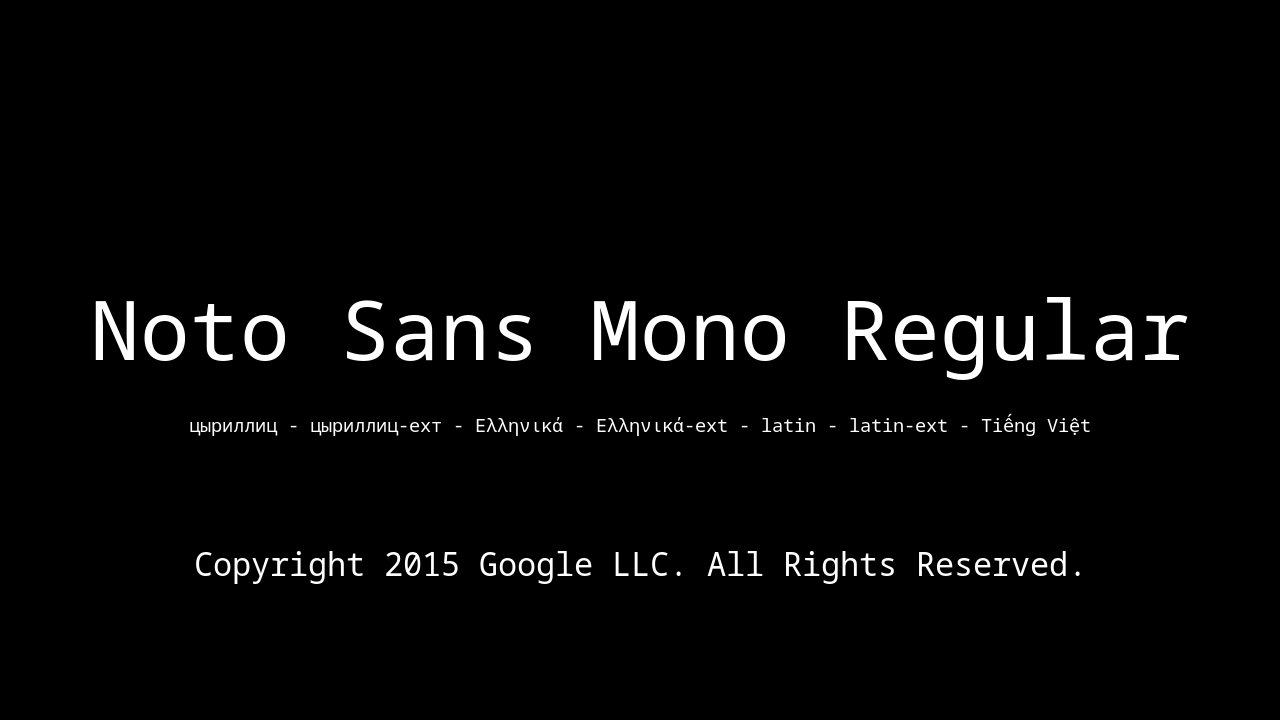 Noto Sans Mono Regular
цыриллиц - цыриллиц-ехт - Ελληνικά - Ελληνικά-ext - latin - latin-ext - Tiếng Việt
Copyright 2015 Google LLC. All Rights Reserved.